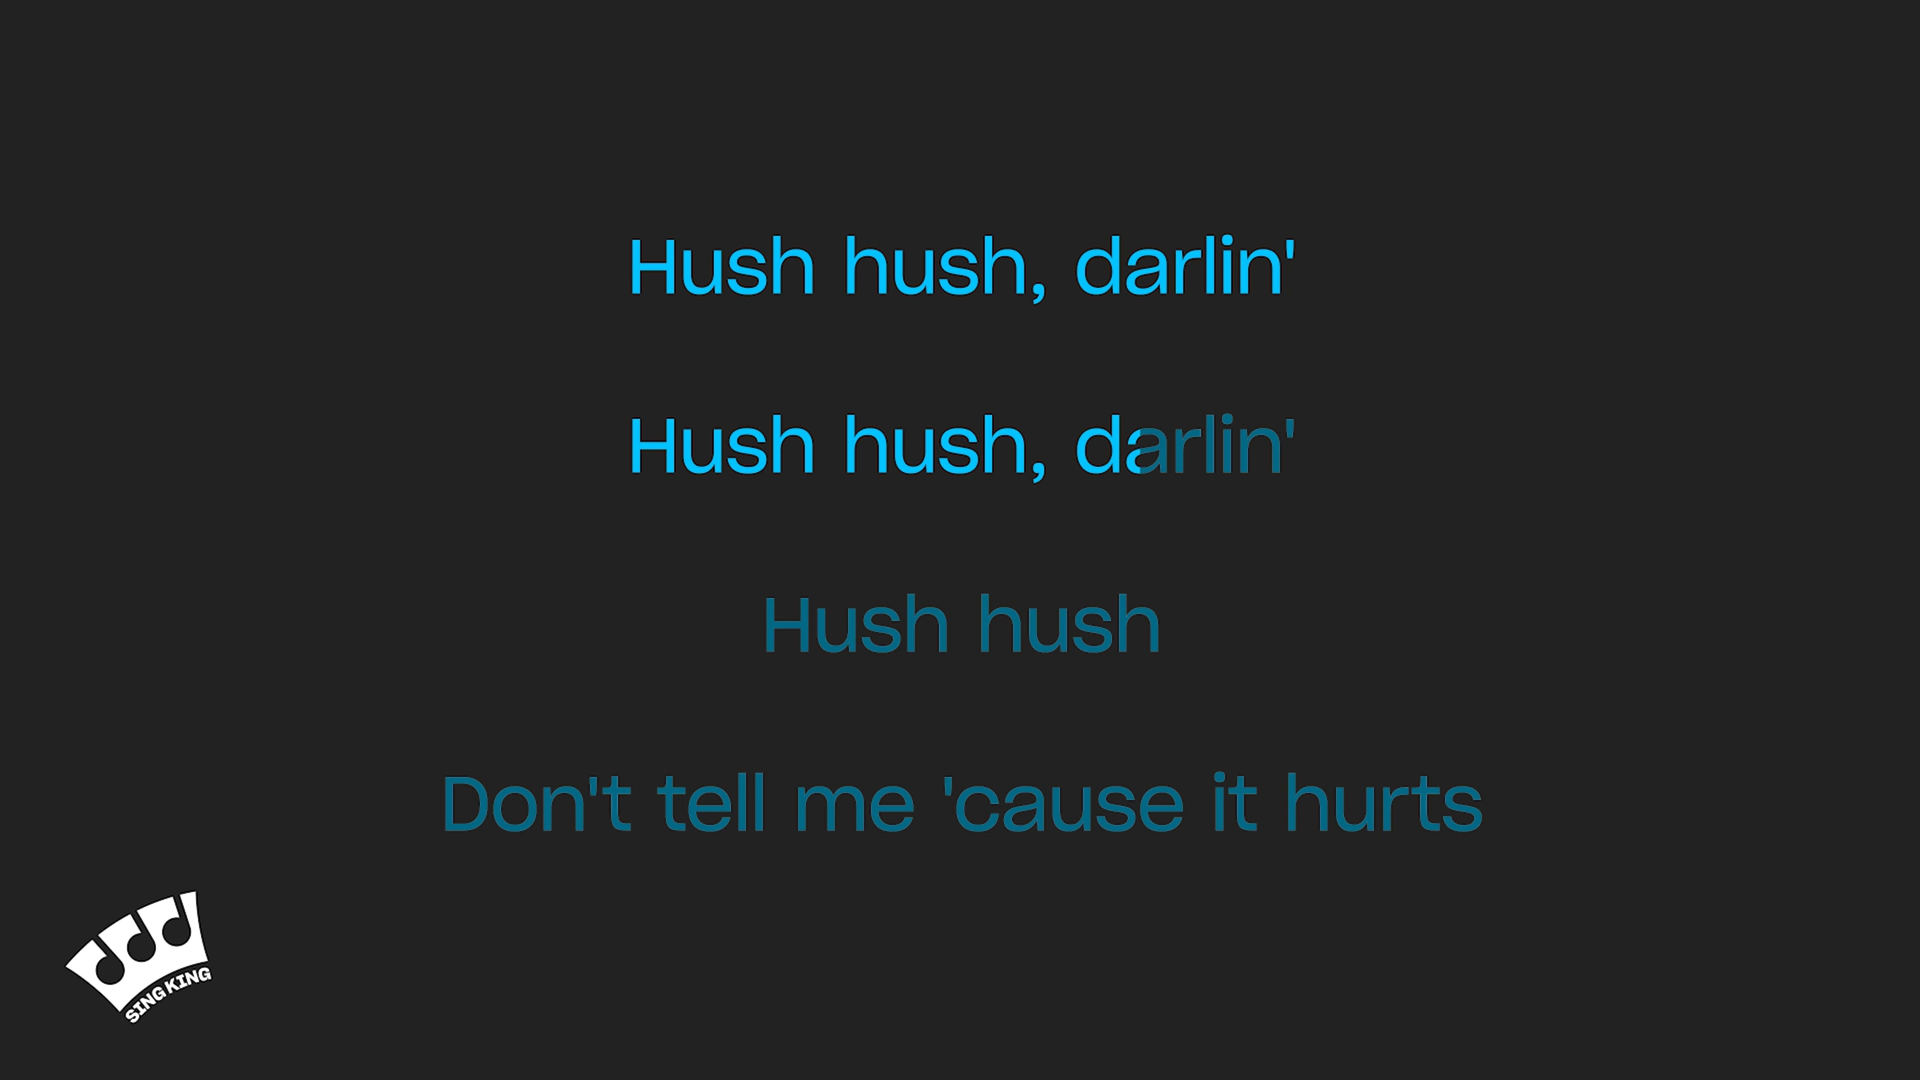 Hush hush, darlin'
Hush hush, darlin'
Hush hush
Don't tell me 'cause it hurts
SING KING